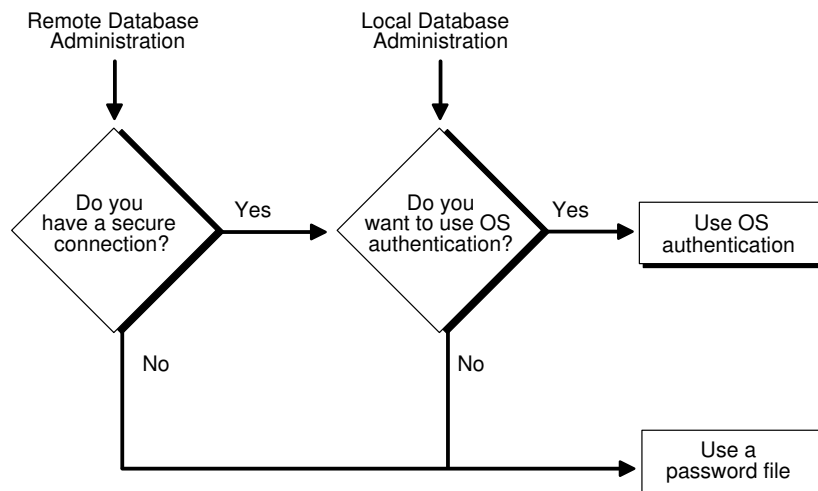 Remote Database
Administration
Local Database
Administration
Do you
have a secure
connection?
Yes
Do you
want to use OS
authentication?
Yes
Use OS
authentication
No
No
Use a
password file